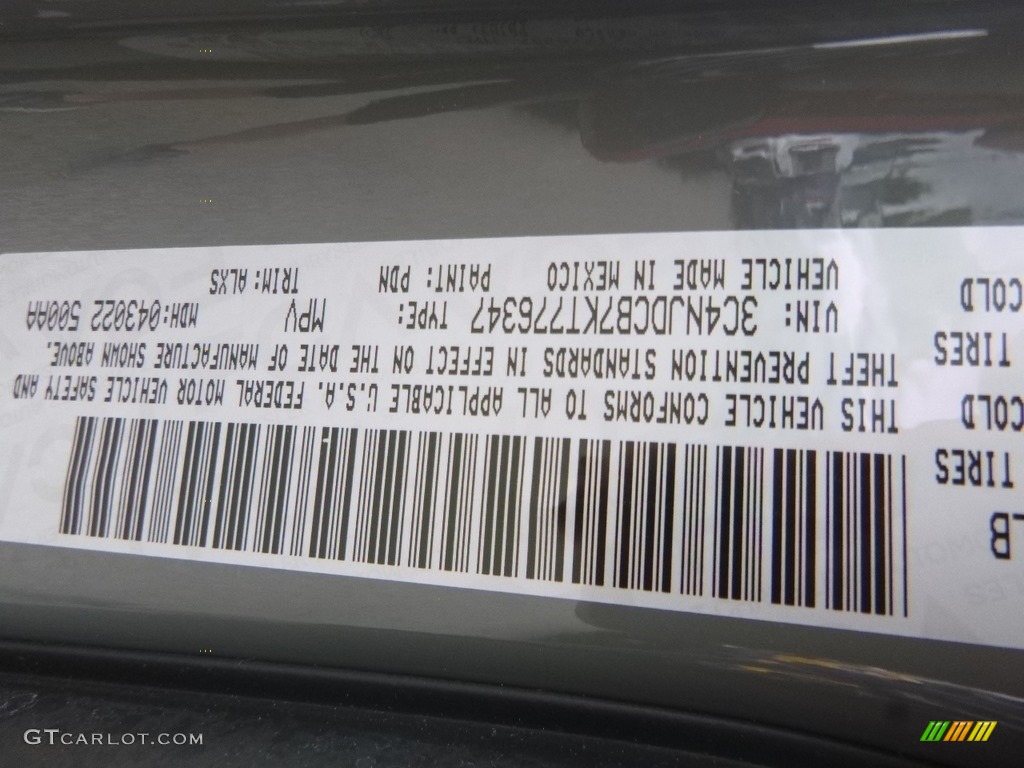 LB
TIRES
COLD
TIRES
COLD
THIS VEHICLE CONFORMS TO ALL APPLICABLE U.S.A. FEDERAL MOTOR VEHICLE SAFETY AND
THEFT PREVENTION STANDARDS IN EFFECT ON THE DATE OF MANUFACTURE SHOWN ABOVE.
VIN: 3C4NJDCB7KT776347 TYPE: MPV MDH:043022 500AA
VEHICLE MADE IN MEXICO PAINT: PDN TRIM: ALXS
GTCARLOT.COM